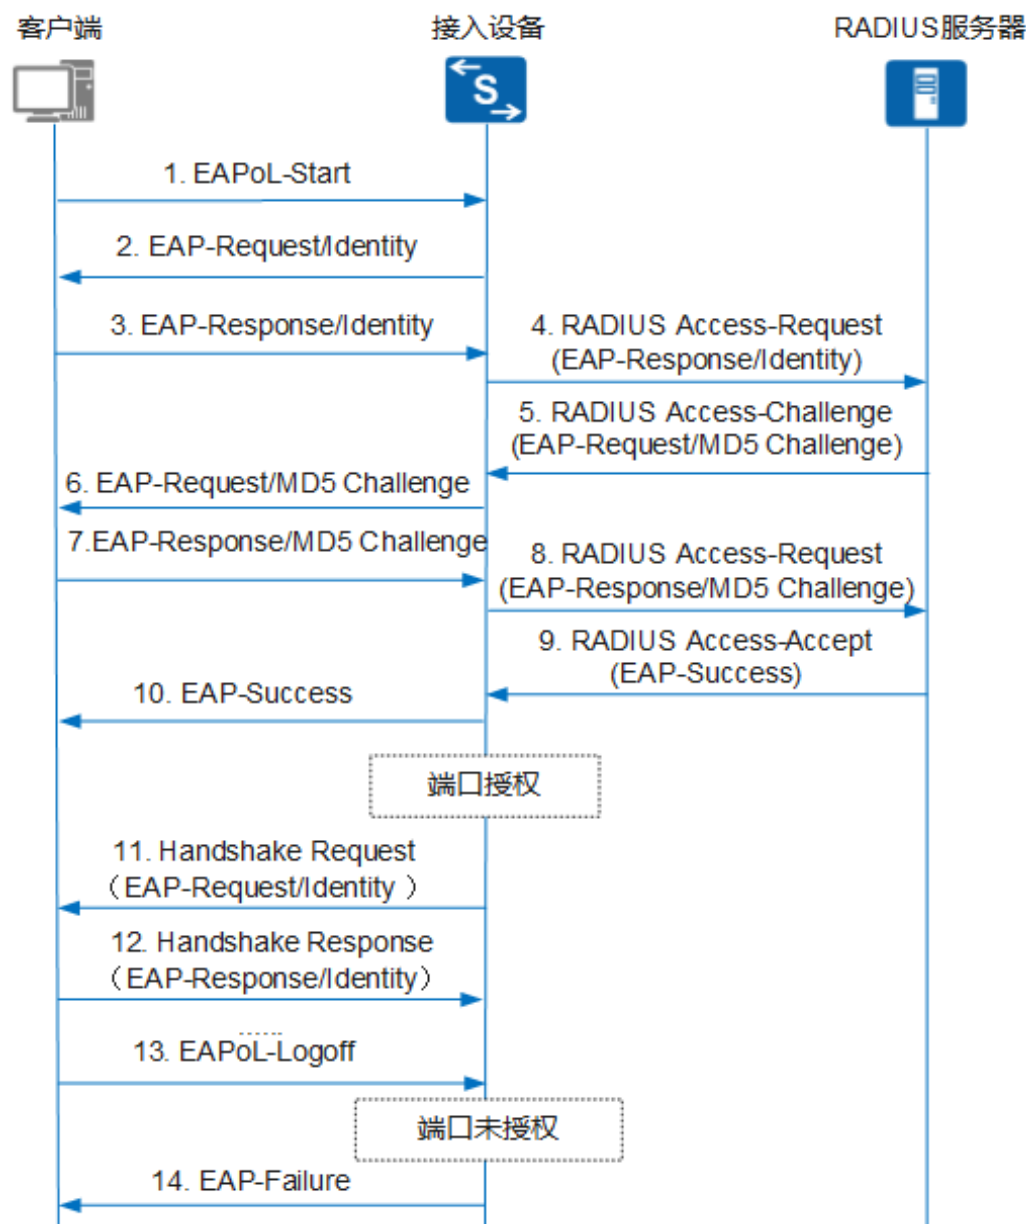 客户端
接入设备
RADIUS服务器
S
1. EAPoL-Start
2. EAP-Request/Identity
3. EAP-Response/Identity
4. RADIUS Access-Request
(EAP-Response/Identity)
5. RADIUS Access-Challenge
(EAP-Request/MD5 Challenge)
6. EAP-Request/MD5 Challenge
7.EAP-Response/MD5 Challenge
8. RADIUS Access-Request
(EAP-Response/MD5 Challenge)
9. RADIUS Access-Accept
(EAP-Success)
10. EAP-Success
端口授权
11. Handshake Request
（EAP-Request/Identity ）
12. Handshake Response
（EAP-Response/Identity）
......
13. EAPoL-Logoff
端口未授权
14. EAP-Failure